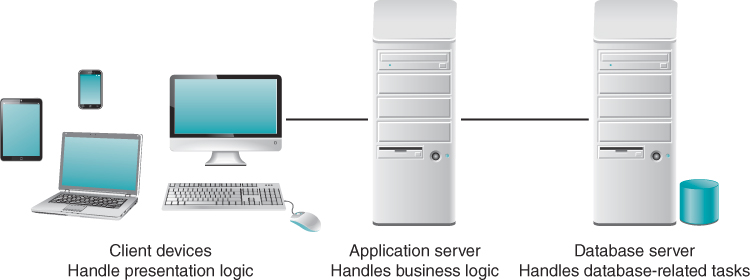 Client devices
Handle presentation logic
Application server
Handles business logic
Database server
Handles database-related tasks